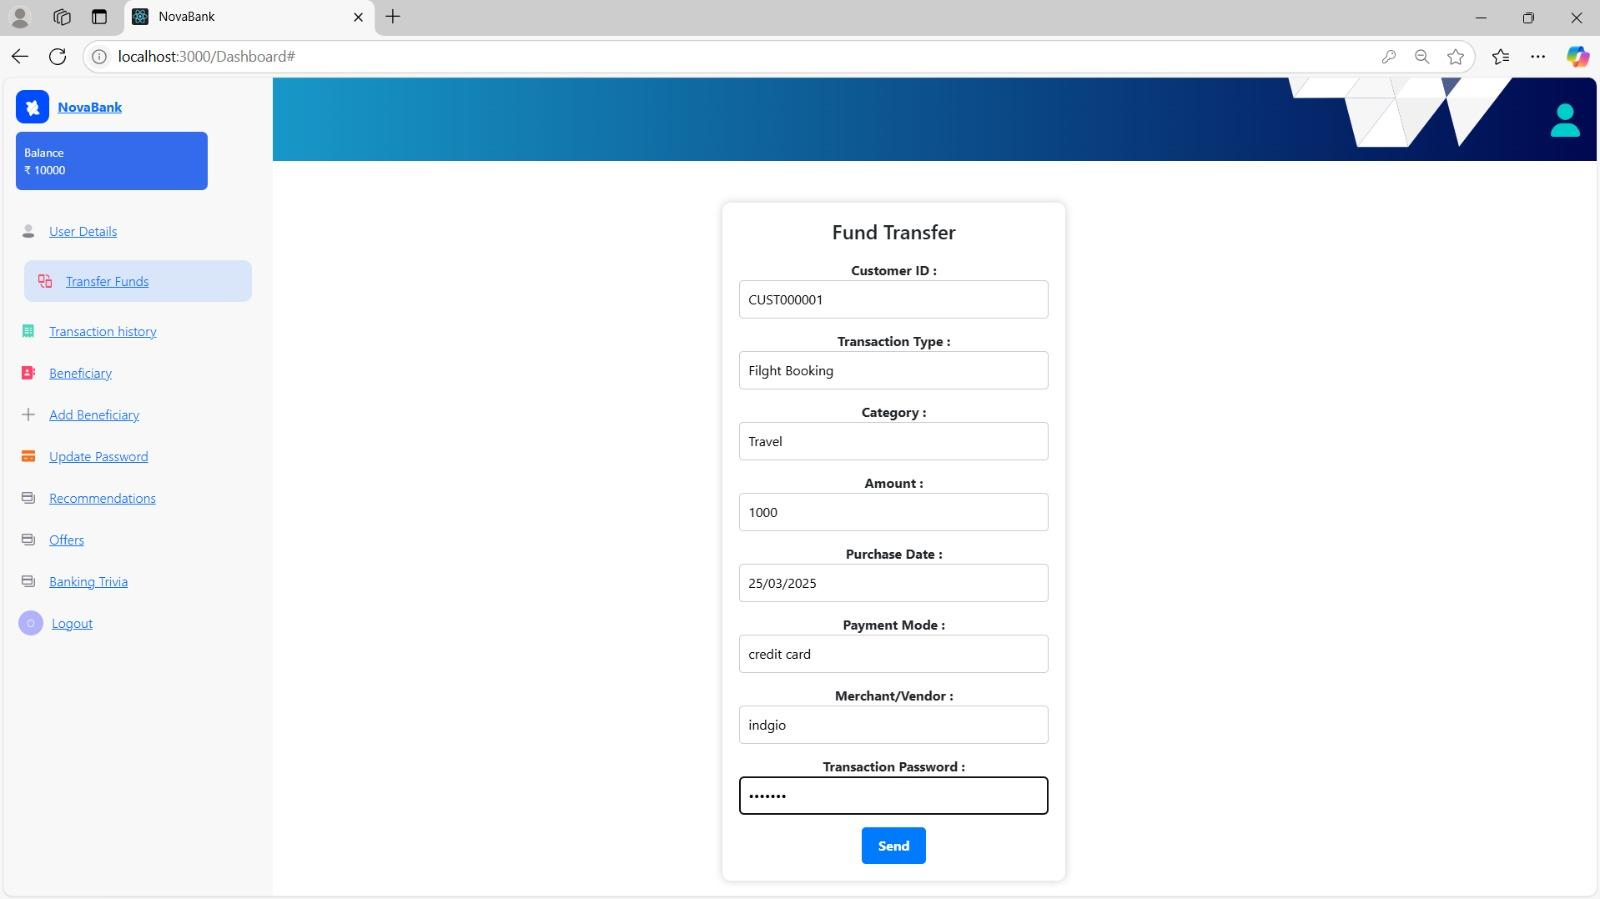 NovaBank
localhost:3000/Dashboard#
NovaBank
Balance
₹ 10000
User Details
Transfer Funds
Transaction history
Beneficiary
Add Beneficiary
Update Password
Recommendations
Offers
Banking Trivia
Logout
Fund Transfer
Customer ID :
CUST000001
Transaction Type :
Filght Booking
Category :
Travel
Amount :
1000
Purchase Date :
25/03/2025
Payment Mode :
credit card
Merchant/Vendor :
indgio
Transaction Password :
•••••••
Send